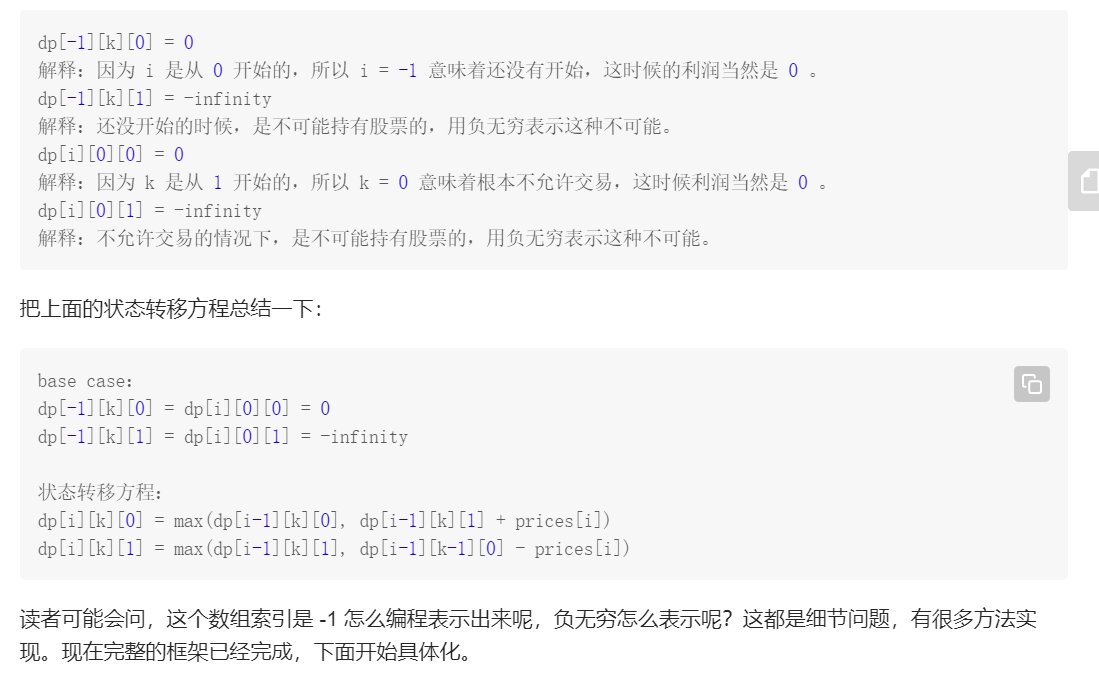 dp[-1][k][0] = 0
解释：因为 i 是从 0 开始的，所以 i = -1 意味着还没有开始，这时候的利润当然是 0 。
dp[-1][k][1] = -infinity
解释：还没开始的时候，是不可能持有股票的，用负无穷表示这种不可能。
dp[i][0][0] = 0
解释：因为 k 是从 1 开始的，所以 k = 0 意味着根本不允许交易，这时候利润当然是 0 。
dp[i][0][1] = -infinity
解释：不允许交易的情况下，是不可能持有股票的，用负无穷表示这种不可能。
把上面的状态转移方程总结一下：
base case：
dp[-1][k][0] = dp[i][0][0] = 0
dp[-1][k][1] = dp[i][0][1] = -infinity
状态转移方程：
dp[i][k][0] = max(dp[i-1][k][0], dp[i-1][k][1] + prices[i])
dp[i][k][1] = max(dp[i-1][k][1], dp[i-1][k-1][0] - prices[i])
读者可能会问，这个数组索引是 -1 怎么编程表示出来呢，负无穷怎么表示呢？这都是细节问题，有很多方法实
现。现在完整的框架已经完成，下面开始具体化。